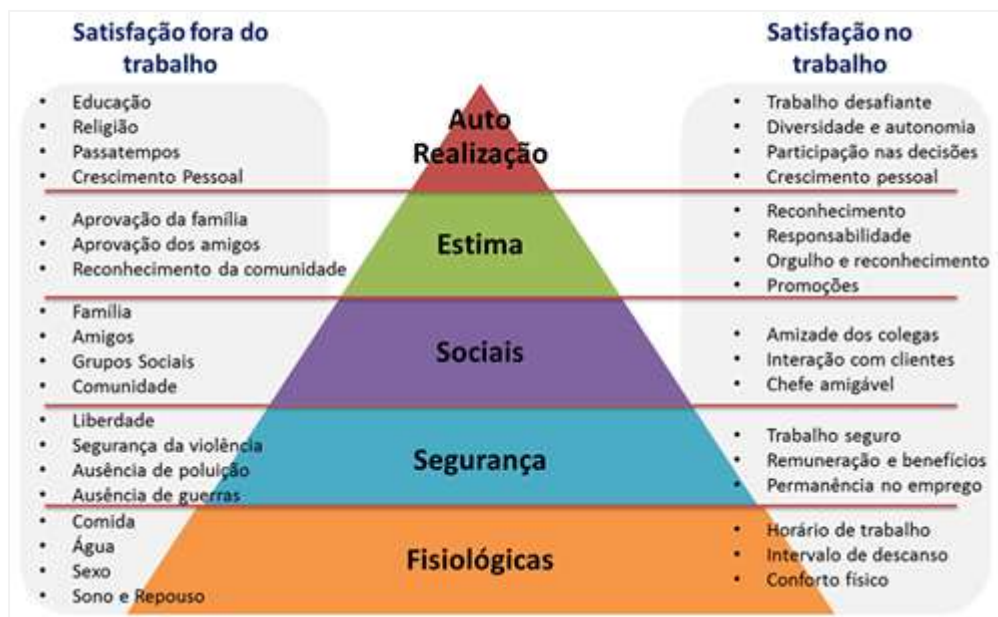 Satisfação fora do
trabalho
• Educação
• Religião
• Passatempos
• Crescimento Pessoal
• Aprovação da família
• Aprovação dos amigos
• Reconhecimento da comunidade
• Família
• Amigos
• Grupos Sociais
• Comunidade
• Liberdade
• Segurança da violência
• Ausência de poluição
• Ausência de guerras
• Comida
• Água
• Sexo
• Sono e Repouso
Auto
Realização
Estima
Sociais
Segurança
Fisiológicas
Satisfação no
trabalho
• Trabalho desafiante
• Diversidade e autonomia
• Participação nas decisões
• Crescimento pessoal
• Reconhecimento
• Responsabilidade
• Orgulho e reconhecimento
• Promoções
• Amizade dos colegas
• Interação com clientes
• Chefe amigável
• Trabalho seguro
• Remuneração e benefícios
• Permanência no emprego
• Horário de trabalho
• Intervalo de descanso
• Conforto físico